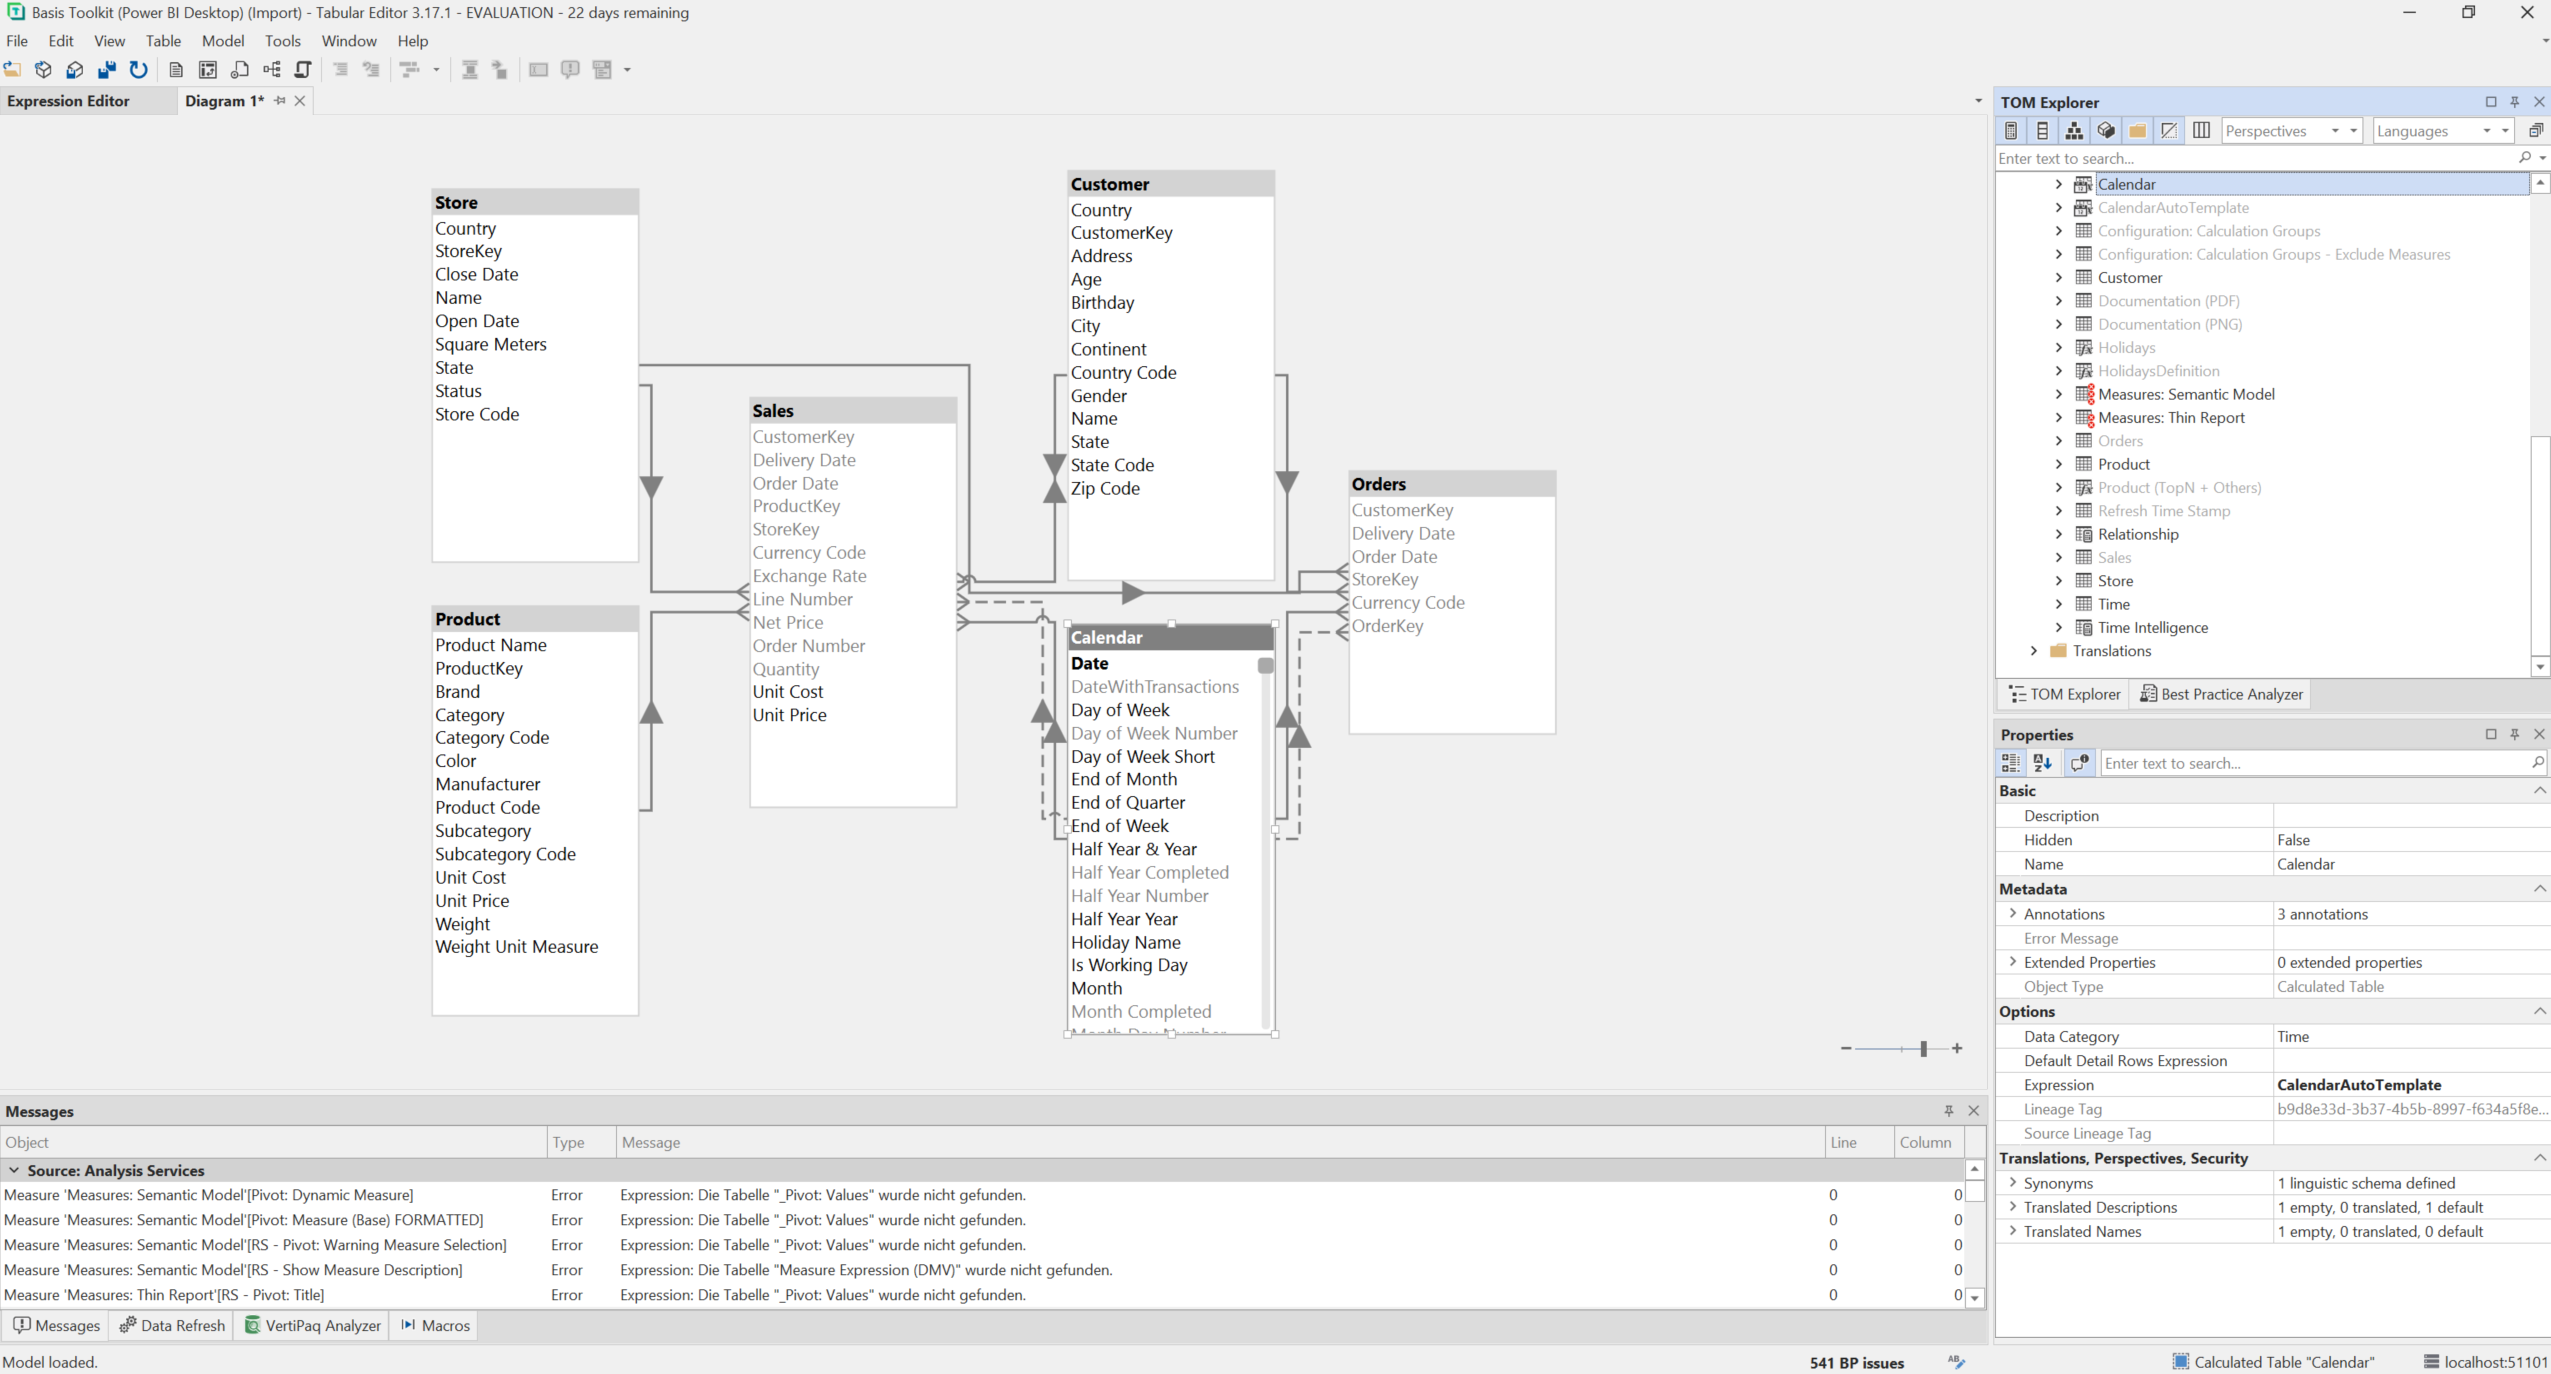 Basis Toolkit (Power BI Desktop) (Import) - Tabular Editor 3.17.1 - EVALUATION - 22 days remaining
File Edit View Table Model Tools Window Help
Expression Editor
Diagram 1*
Store
Country
StoreKey
Close Date
Name
Open Date
Square Meters
State
Status
Store Code
Product
Product Name
ProductKey
Brand
Category
Category Code
Color
Manufacturer
Product Code
Subcategory
Subcategory Code
Unit Cost
Unit Price
Weight
Weight Unit Measure
Sales
CustomerKey
Delivery Date
Order Date
ProductKey
StoreKey
Currency Code
Exchange Rate
Line Number
Net Price
Order Number
Quantity
Unit Cost
Unit Price
Customer
Country
CustomerKey
Address
Age
Birthday
City
Continent
Country Code
Gender
Name
State
State Code
Zip Code
Calendar
Date
DateWithTransactions
Day of Week
Day of Week Number
Day of Week Short
End of Month
End of Quarter
End of Week
Half Year & Year
Half Year Completed
Half Year Number
Half Year Year
Holiday Name
Is Working Day
Month
Month Completed
Month Day Number
Orders
CustomerKey
Delivery Date
Order Date
StoreKey
Currency Code
OrderKey
TOM Explorer
Perspectives
Languages
Enter text to search...
Calendar
CalendarAutoTemplate
Configuration: Calculation Groups
Configuration: Calculation Groups - Exclude Measures
Customer
Documentation (PDF)
Documentation (PNG)
Holidays
HolidaysDefinition
Measures: Semantic Model
Measures: Thin Report
Orders
Product
Product (TopN + Others)
Refresh Time Stamp
Relationship
Sales
Store
Time
Time Intelligence
Translations
TOM Explorer
Best Practice Analyzer
Properties
Enter text to search...
Basic
Description
Hidden False
Name Calendar
Metadata
Annotations 3 annotations
Error Message
Extended Properties 0 extended properties
Object Type Calculated Table
Options
Data Category Time
Default Detail Rows Expression
Expression CalendarAutoTemplate
Lineage Tag b9d8e33d-3b37-4b5b-8997-f634a5f8e...
Source Lineage Tag
Translations, Perspectives, Security
Synonyms 1 linguistic schema defined
Translated Descriptions 1 empty, 0 translated, 1 default
Translated Names 1 empty, 0 translated, 0 default
Messages
Object Type Message Line Column
Source: Analysis Services
Measure 'Measures: Semantic Model'[Pivot: Dynamic Measure] Error Expression: Die Tabelle "_Pivot: Values" wurde nicht gefunden. 0 0
Measure 'Measures: Semantic Model'[Pivot: Measure (Base) FORMATTED] Error Expression: Die Tabelle "_Pivot: Values" wurde nicht gefunden. 0 0
Measure 'Measures: Semantic Model'[RS - Pivot: Warning Measure Selection] Error Expression: Die Tabelle "_Pivot: Values" wurde nicht gefunden. 0 0
Measure 'Measures: Semantic Model'[RS - Show Measure Description] Error Expression: Die Tabelle "Measure Expression (DMV)" wurde nicht gefunden. 0 0
Measure 'Measures: Thin Report'[RS - Pivot: Title] Error Expression: Die Tabelle "_Pivot: Values" wurde nicht gefunden. 0 0
Messages
Data Refresh
VertiPaq Analyzer
Macros
Model loaded.
541 BP issues
Calculated Table "Calendar"
localhost:51101